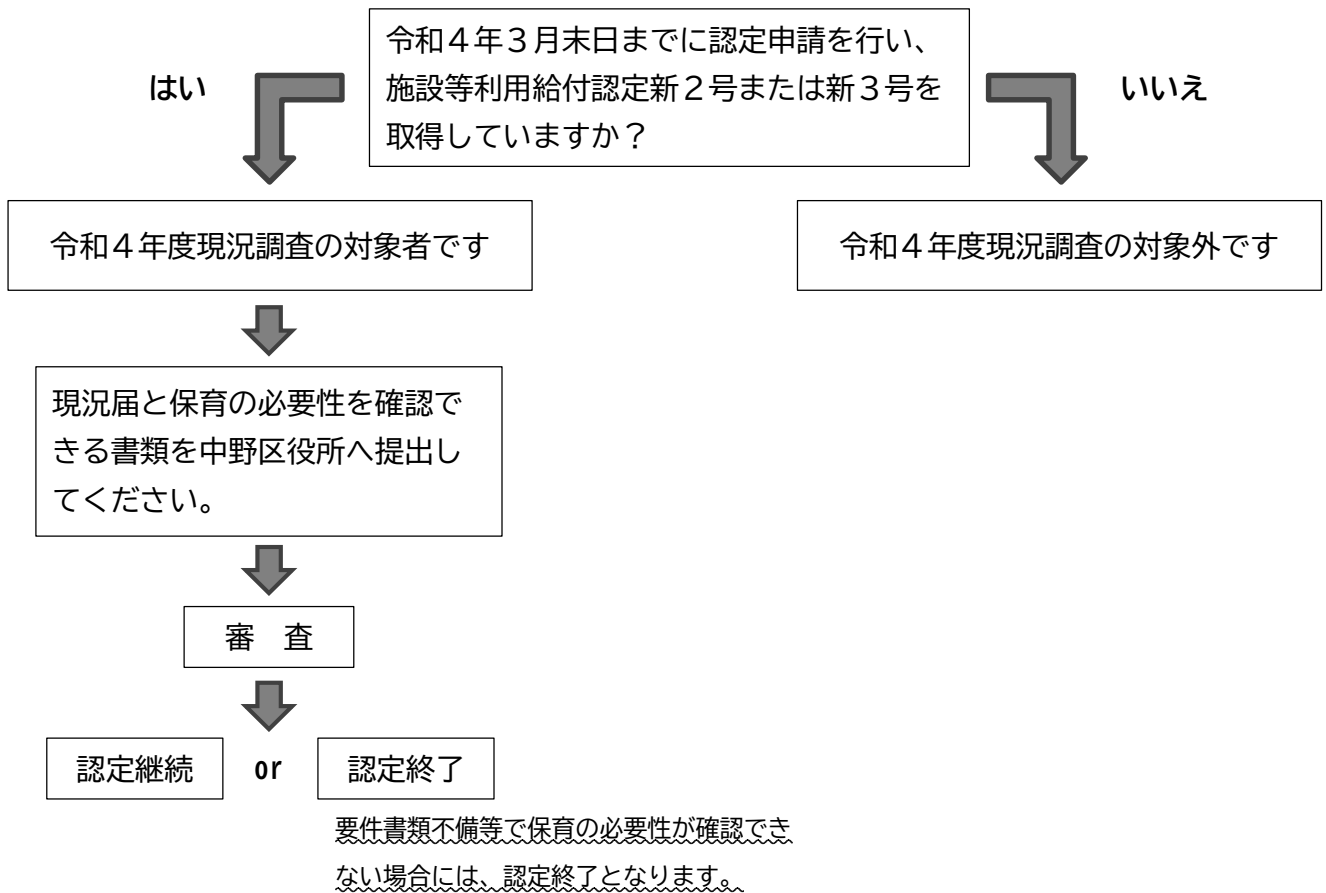 令和４年３月末日までに認定申請を行い、
施設等利用給付認定新２号または新３号を
取得していますか？
はい
いいえ
令和４年度現況調査の対象者です
令和４年度現況調査の対象外です
現況届と保育の必要性を確認で
きる書類を中野区役所へ提出し
てください。
審　査
認定継続
or
認定終了
要件書類不備等で保育の必要性が確認でき
ない場合には、認定終了となります。